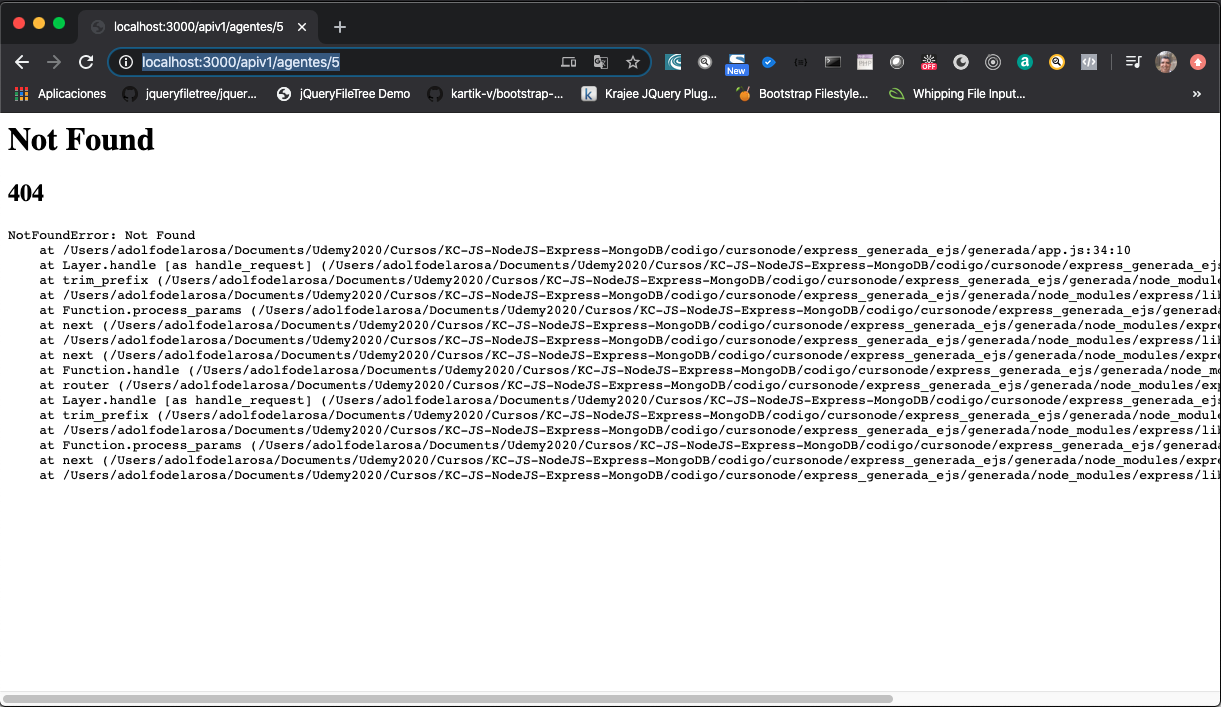 localhost:3000/apiv1/agentes/5
localhost:3000/apiv1/agentes/5
New
PHP
OFF
a
Aplicaciones
jqueryfiletree/jquer...
jQueryFileTree Demo
kartik-v/bootstrap-...
k
Krajee JQuery Plug...
Bootstrap Filestyle...
Whipping File Input...
»
Not Found
404
NotFoundError: Not Found
at /Users/adolfodelarosa/Documents/Udemy2020/Cursos/KC-JS-NodeJS-Express-MongoDB/codigo/cursonode/express_generada_ejs/generada/app.js:34:10
at Layer.handle [as handle_request] (/Users/adolfodelarosa/Documents/Udemy2020/Cursos/KC-JS-NodeJS-Express-MongoDB/codigo/cursonode/express_generada_ejs
at trim_prefix (/Users/adolfodelarosa/Documents/Udemy2020/Cursos/KC-JS-NodeJS-Express-MongoDB/codigo/cursonode/express_generada_ejs/generada/node_module
at /Users/adolfodelarosa/Documents/Udemy2020/Cursos/KC-JS-NodeJS-Express-MongoDB/codigo/cursonode/express_generada_ejs/generada/node_modules/express/lib
at Function.process_params (/Users/adolfodelarosa/Documents/Udemy2020/Cursos/KC-JS-NodeJS-Express-MongoDB/codigo/cursonode/express_generada_ejs/generada
at next (/Users/adolfodelarosa/Documents/Udemy2020/Cursos/KC-JS-NodeJS-Express-MongoDB/codigo/cursonode/express_generada_ejs/generada/node_modules/expre
at /Users/adolfodelarosa/Documents/Udemy2020/Cursos/KC-JS-NodeJS-Express-MongoDB/codigo/cursonode/express_generada_ejs/generada/node_modules/express/lib
at next (/Users/adolfodelarosa/Documents/Udemy2020/Cursos/KC-JS-NodeJS-Express-MongoDB/codigo/cursonode/express_generada_ejs/generada/node_modules/expre
at Function.handle (/Users/adolfodelarosa/Documents/Udemy2020/Cursos/KC-JS-NodeJS-Express-MongoDB/codigo/cursonode/express_generada_ejs/generada/node_mo
at router (/Users/adolfodelarosa/Documents/Udemy2020/Cursos/KC-JS-NodeJS-Express-MongoDB/codigo/cursonode/express_generada_ejs/generada/node_modules/exp
at Layer.handle [as handle_request] (/Users/adolfodelarosa/Documents/Udemy2020/Cursos/KC-JS-NodeJS-Express-MongoDB/codigo/cursonode/express_generada_ejs
at trim_prefix (/Users/adolfodelarosa/Documents/Udemy2020/Cursos/KC-JS-NodeJS-Express-MongoDB/codigo/cursonode/express_generada_ejs/generada/node_module
at /Users/adolfodelarosa/Documents/Udemy2020/Cursos/KC-JS-NodeJS-Express-MongoDB/codigo/cursonode/express_generada_ejs/generada/node_modules/express/lib
at Function.process_params (/Users/adolfodelarosa/Documents/Udemy2020/Cursos/KC-JS-NodeJS-Express-MongoDB/codigo/cursonode/express_generada_ejs/generada
at next (/Users/adolfodelarosa/Documents/Udemy2020/Cursos/KC-JS-NodeJS-Express-MongoDB/codigo/cursonode/express_generada_ejs/generada/node_modules/expre
at /Users/adolfodelarosa/Documents/Udemy2020/Cursos/KC-JS-NodeJS-Express-MongoDB/codigo/cursonode/express_generada_ejs/generada/node_modules/express/lib